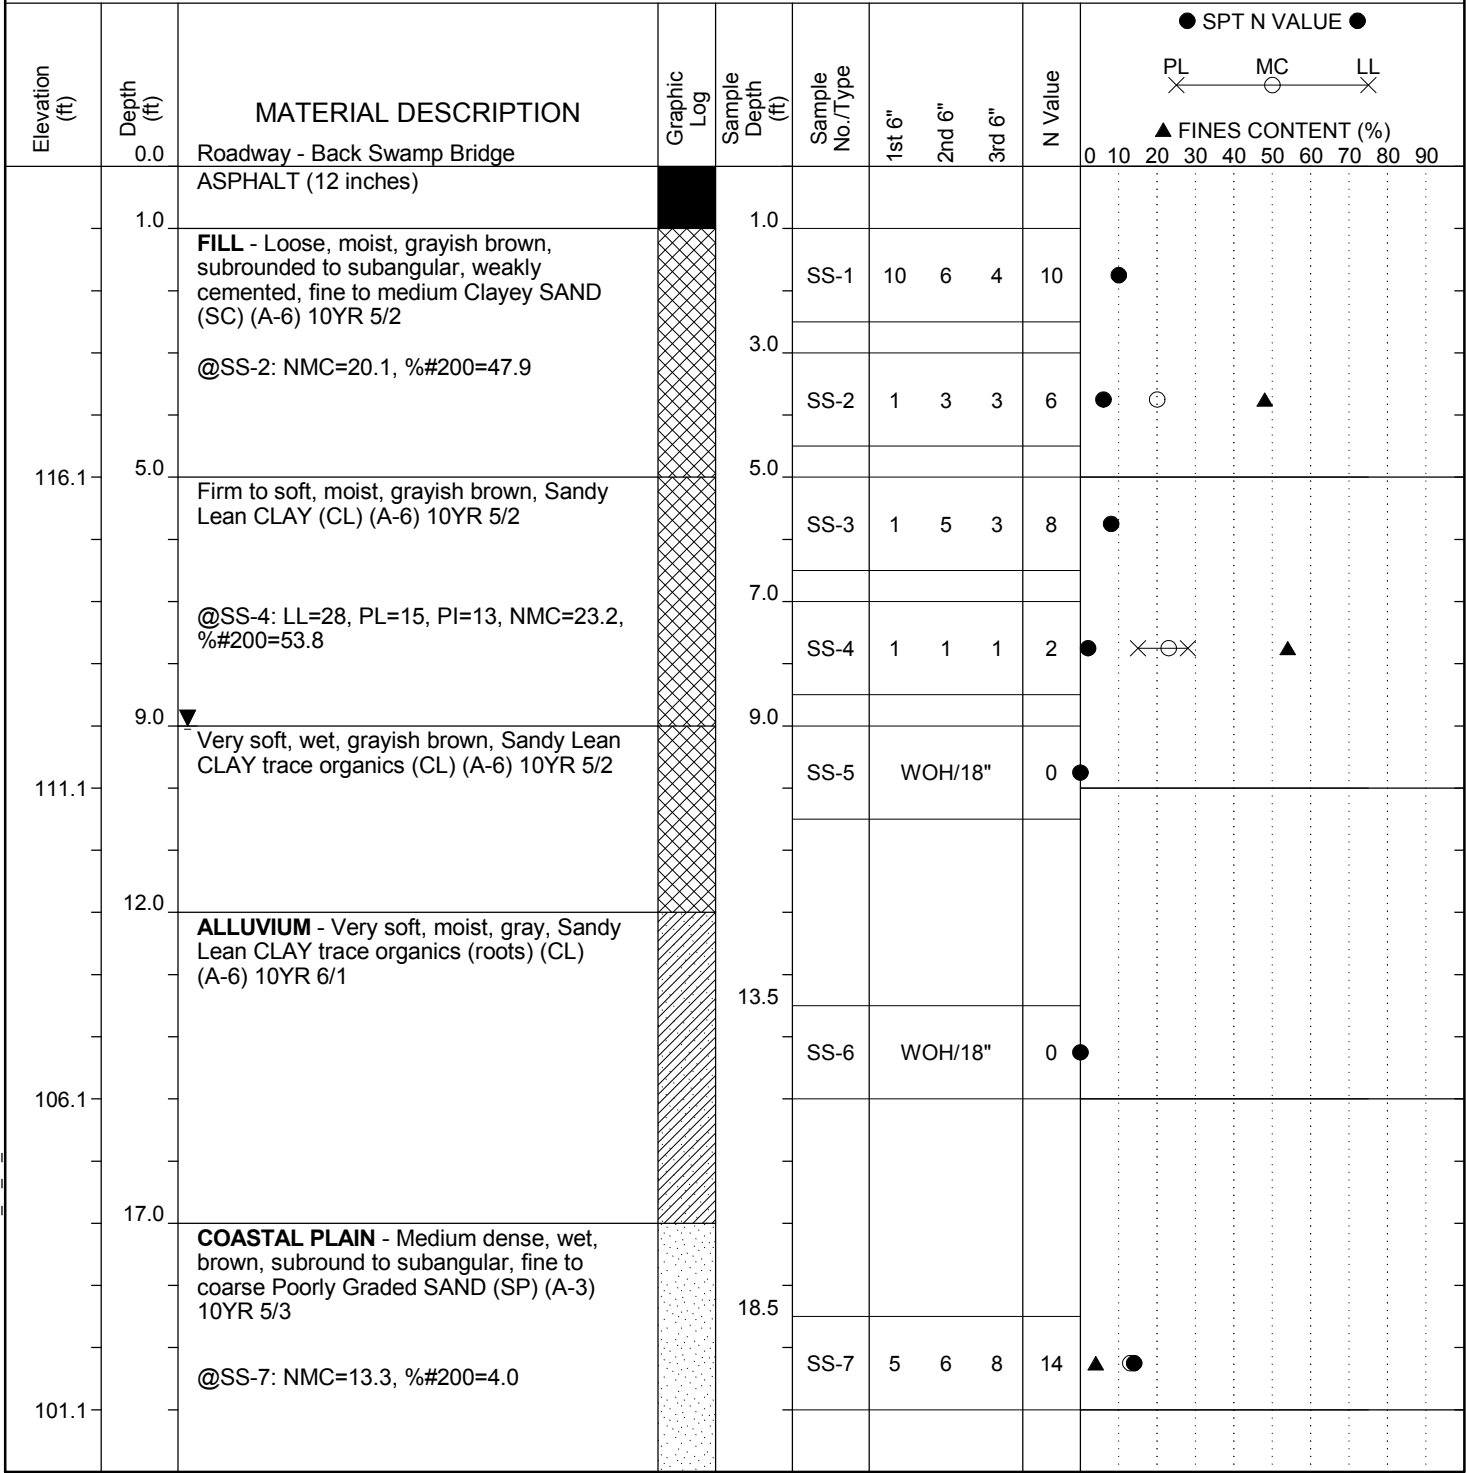 ● SPT N VALUE ●
PL MC LL
▲ FINES CONTENT (%)
Elevation (ft)
Depth (ft)
MATERIAL DESCRIPTION
Graphic Log
Sample Depth (ft)
Sample No./Type
1st 6"
2nd 6"
3rd 6"
N Value
0.0 Roadway - Back Swamp Bridge
0 10 20 30 40 50 60 70 80 90
ASPHALT (12 inches)
1.0 1.0
FILL - Loose, moist, grayish brown,
subrounded to subangular, weakly
cemented, fine to medium Clayey SAND
(SC) (A-6) 10YR 5/2
SS-1 10 6 4 10
3.0
@SS-2: NMC=20.1, %#200=47.9
SS-2 1 3 3 6
116.1 5.0 5.0
Firm to soft, moist, grayish brown, Sandy
Lean CLAY (CL) (A-6) 10YR 5/2
SS-3 1 5 3 8
7.0
@SS-4: LL=28, PL=15, PI=13, NMC=23.2,
%#200=53.8
SS-4 1 1 1 2
9.0 9.0
Very soft, wet, grayish brown, Sandy Lean
CLAY trace organics (CL) (A-6) 10YR 5/2
SS-5 WOH/18" 0
111.1
12.0
ALLUVIUM - Very soft, moist, gray, Sandy
Lean CLAY trace organics (roots) (CL)
(A-6) 10YR 6/1
13.5
SS-6 WOH/18" 0
106.1
17.0
COASTAL PLAIN - Medium dense, wet,
brown, subround to subangular, fine to
coarse Poorly Graded SAND (SP) (A-3)
10YR 5/3
18.5
SS-7 5 6 8 14
@SS-7: NMC=13.3, %#200=4.0
101.1